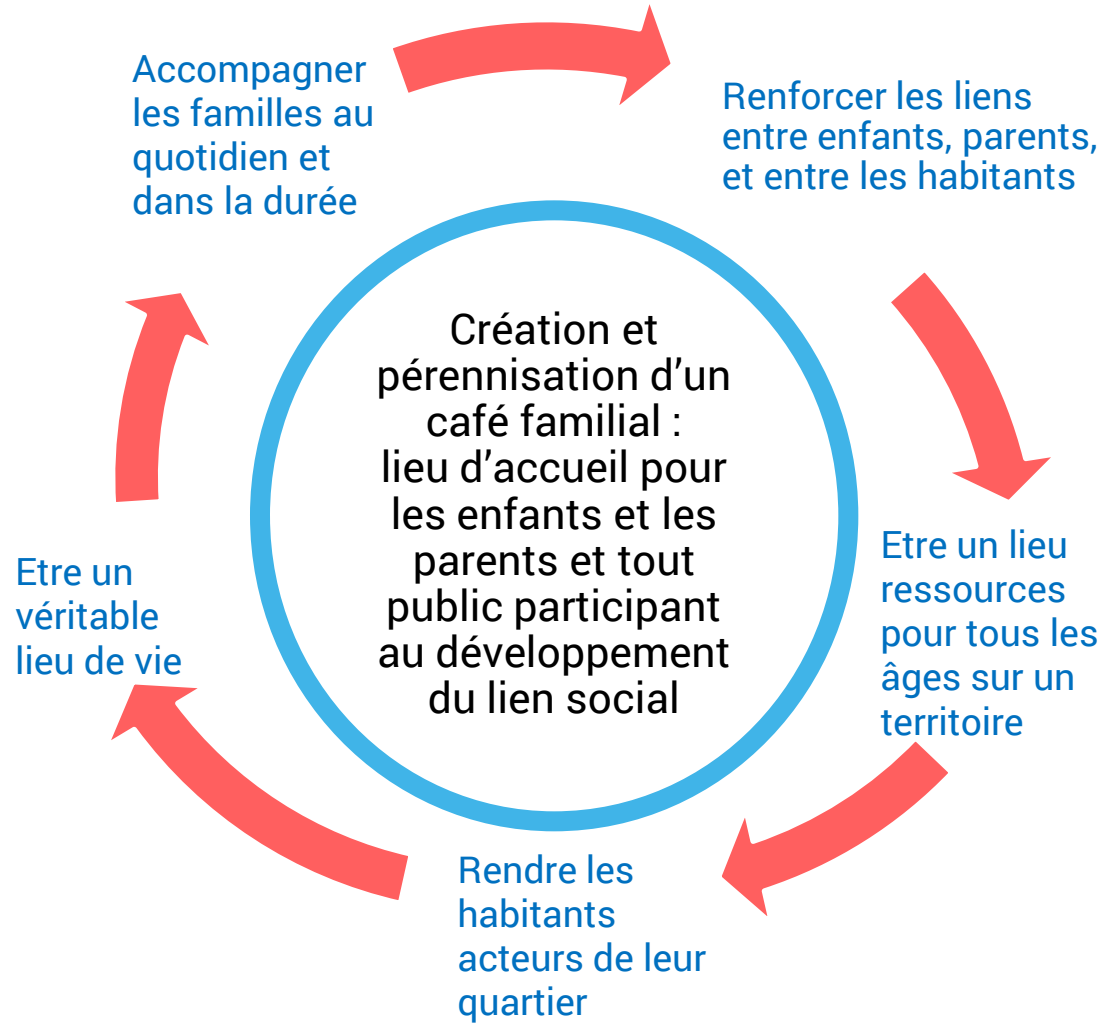 Accompagner
les familles au
quotidien et
dans la durée
Renforcer les liens
entre enfants, parents,
et entre les habitants
Création et
pérennisation d’un
café familial :
lieu d’accueil pour
les enfants et les
parents et tout
public participant
au développement
du lien social
Etre un lieu
ressources
pour tous les
âges sur un
territoire
Rendre les
habitants
acteurs de leur
quartier
Etre un
véritable
lieu de vie